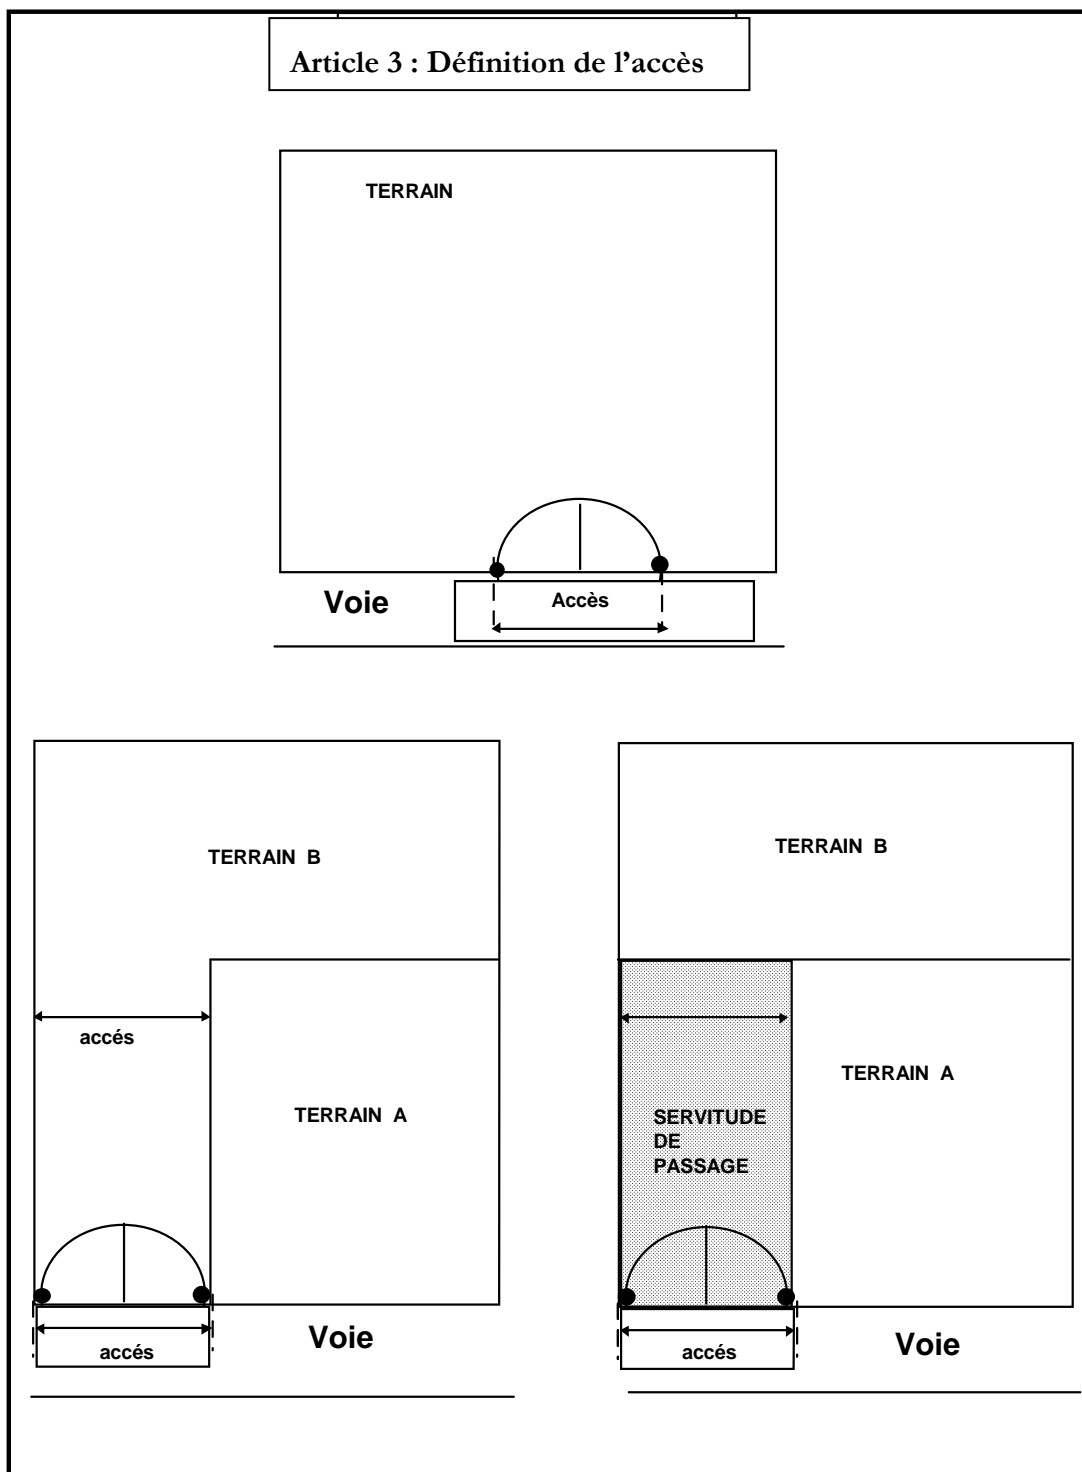 Article 3 : Définition de l’accès
TERRAIN
Voie
Accès
TERRAIN B
accés
TERRAIN A
accés
Voie
TERRAIN B
TERRAIN A
SERVITUDE
DE
PASSAGE
accés
Voie